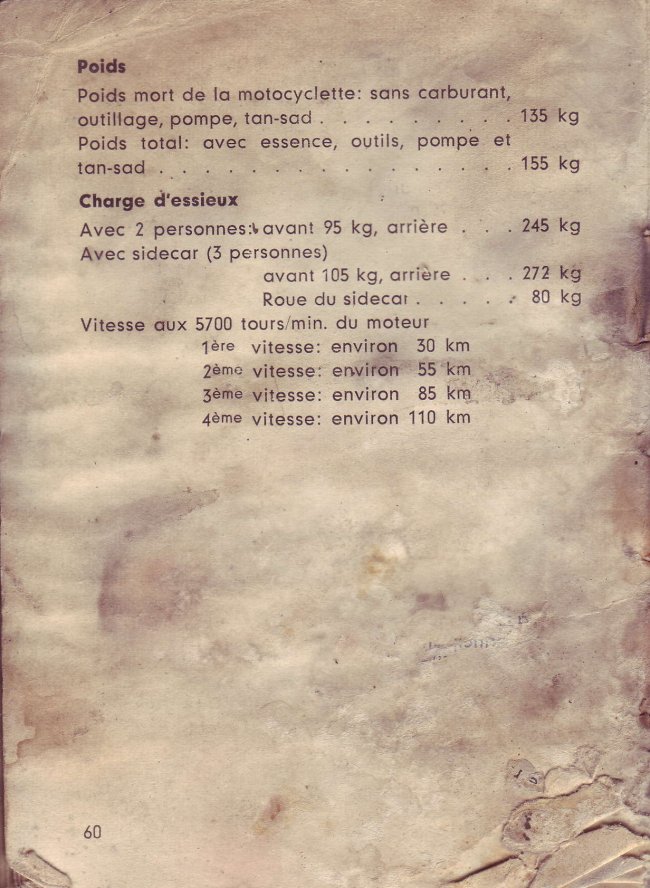 Poids
Poids mort de la motocyclette: sans carburant,
outillage, pompe, tan-sad . . . . . . . . . 135 kg
Poids total: avec essence, outils, pompe et
tan-sad . . . . . . . . . . . . . . . . 155 kg
Charge d'essieux
Avec 2 personnes: avant 95 kg, arrière . . . 245 kg
Avec sidecar (3 personnes)
avant 105 kg, arrière . . . 272 kg
Roue du sidecar . . . . . 80 kg
Vitesse aux 5700 tours/min. du moteur
1ère vitesse: environ 30 km
2ème vitesse: environ 55 km
3ème vitesse: environ 85 km
4ème vitesse: environ 110 km
60